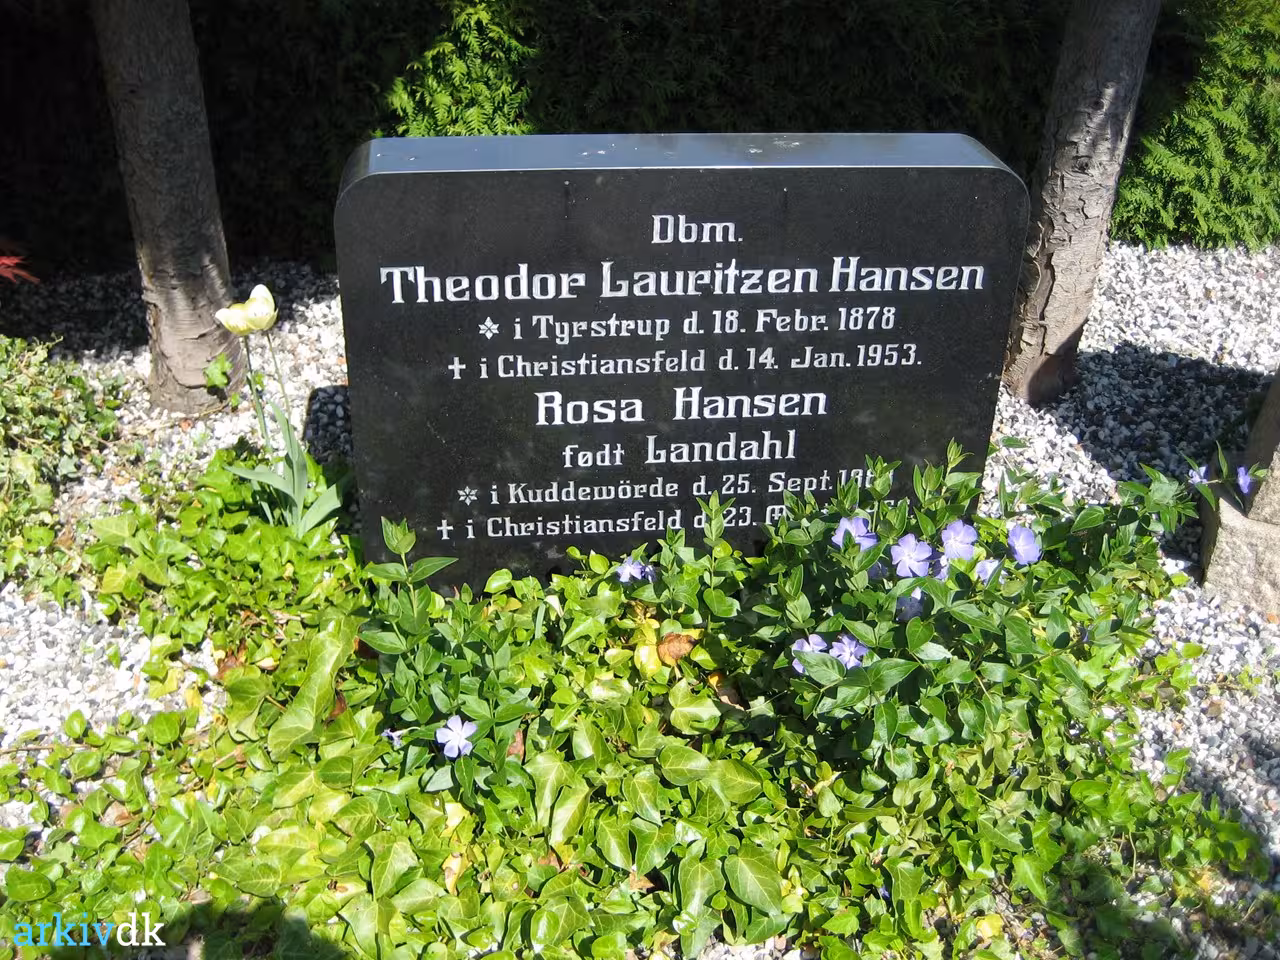 Dbm.
Theodor Lauritzen Hansen
✲ i Tyrstrup d. 18. Febr. 1878
✝ i Christiansfeld d. 14. Jan. 1953.
Rosa Hansen
født Landahl
✲ i Kuddewörde d. 25. Sept.
✝ i Christiansfeld d. 23.
arkivdk